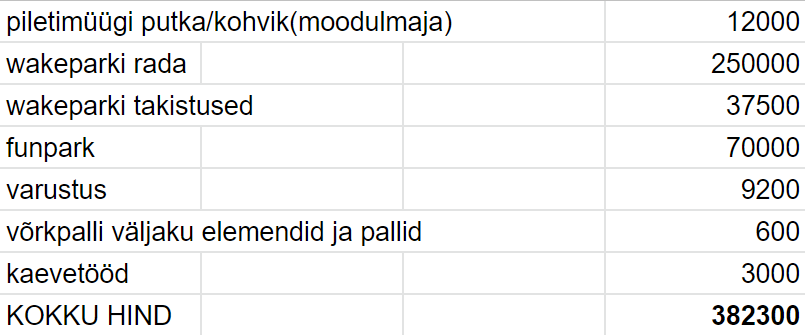 piletimüügi putka/kohvik(moodulmaja) 12000
wakeparki rada 250000
wakeparki takistused 37500
funpark 70000
varustus 9200
võrkpalli väljaku elemendid ja pallid 600
kaevetööd 3000
KOKKU HIND 382300